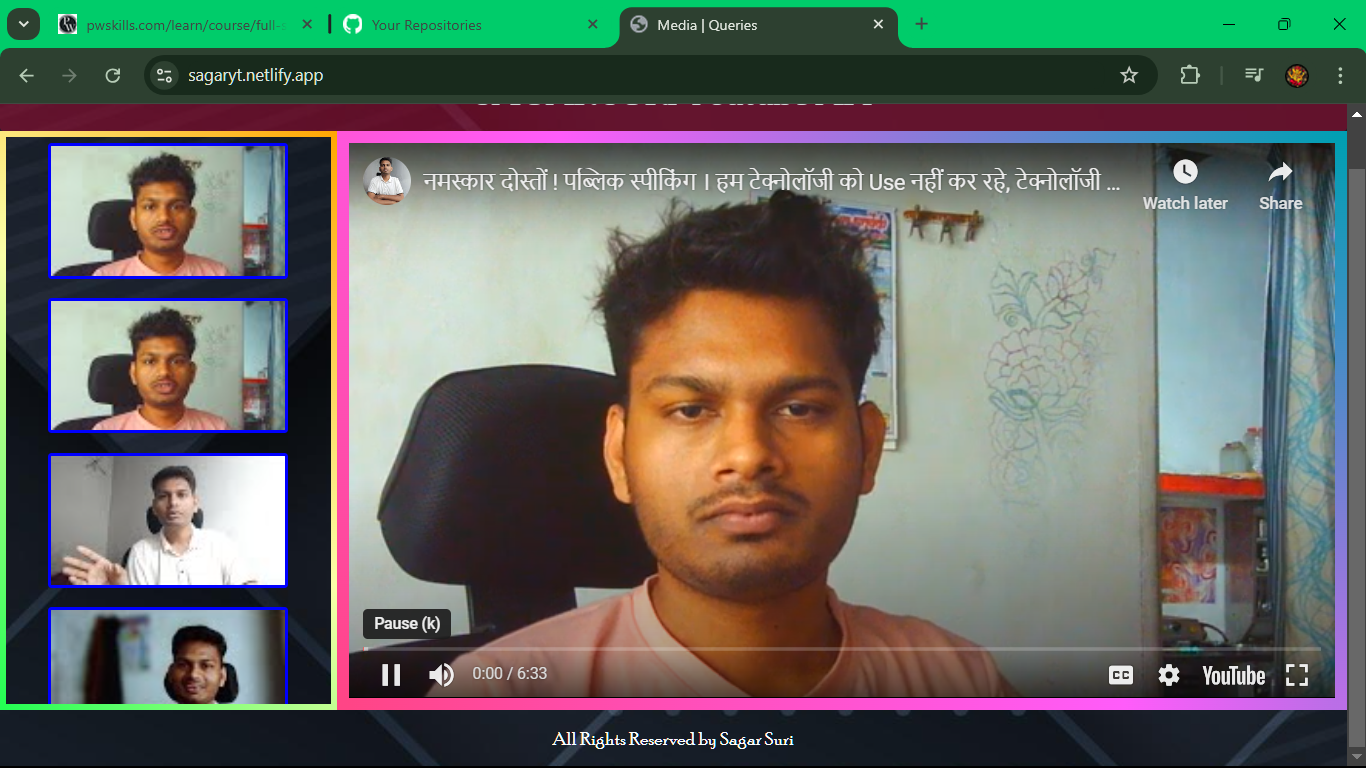 pwskills.com/learn/course/full-s
Your Repositories
Media | Queries
sagaryt.netlify.app
नमस्कार दोस्तों ! पब्लिक स्पीकिंग । हम टेक्नोलॉजी को Use नहीं कर रहे, टेक्नोलॉजी ...
Watch later
Share
Pause (k)
0:00 / 6:33
CC
YouTube
All Rights Reserved by Sagar Suri